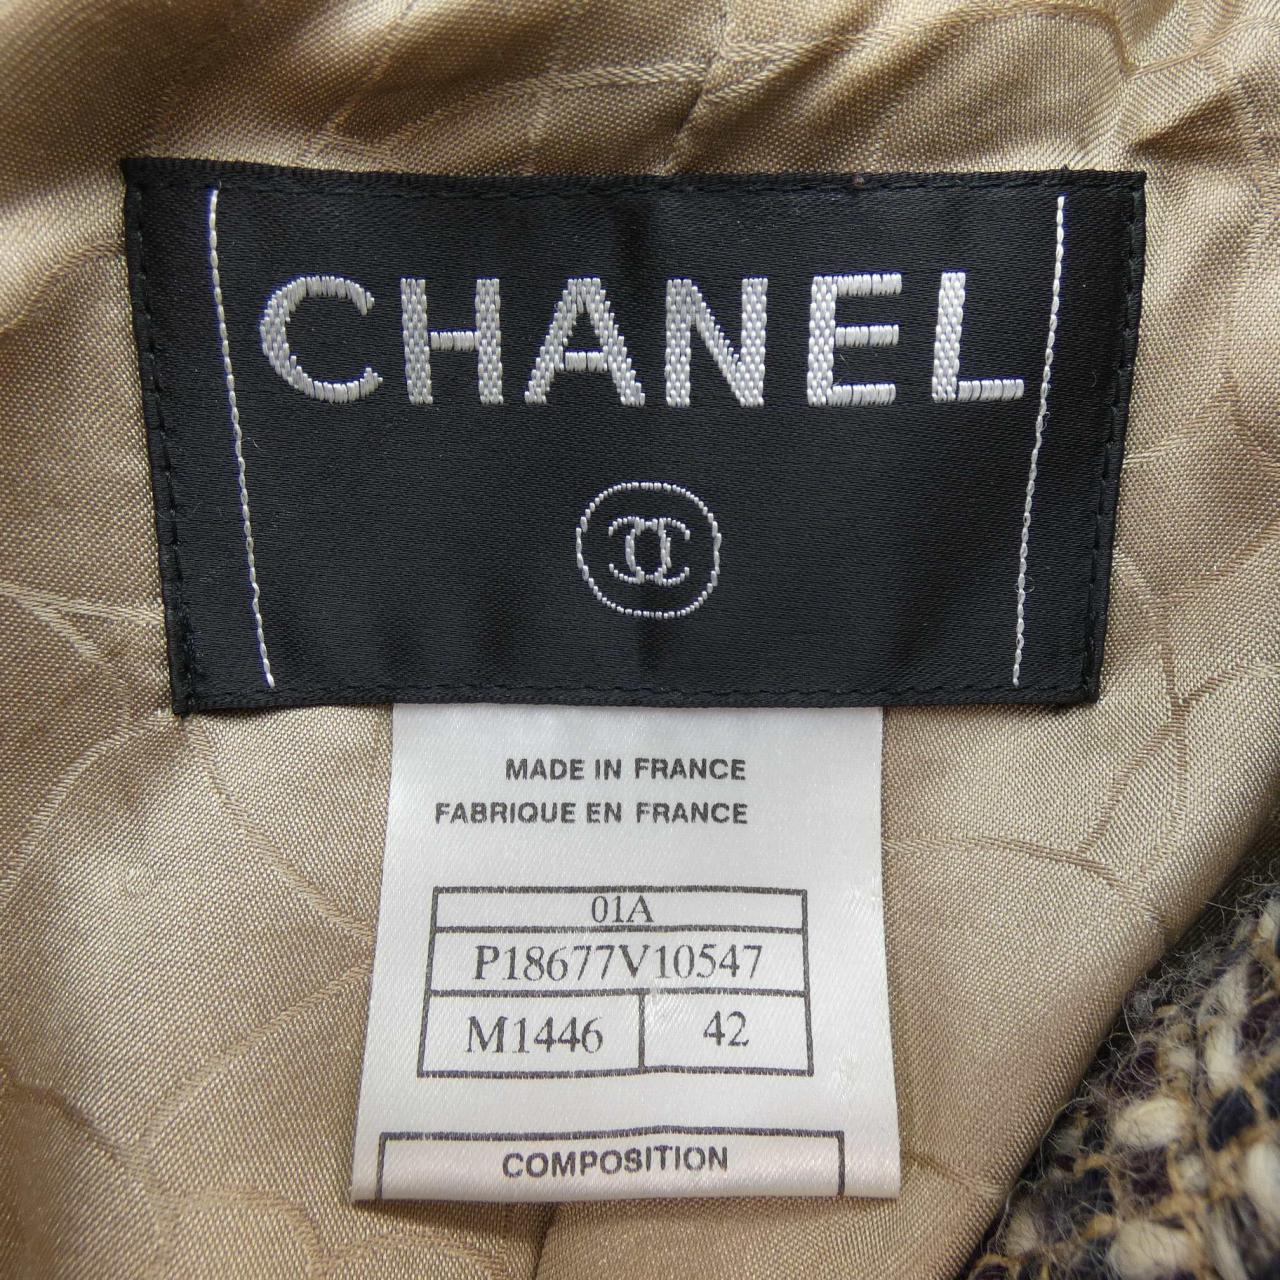 CHANEL
MADE IN FRANCE
FABRIQUE EN FRANCE
01A
P18677V10547
M1446 42
COMPOSITION